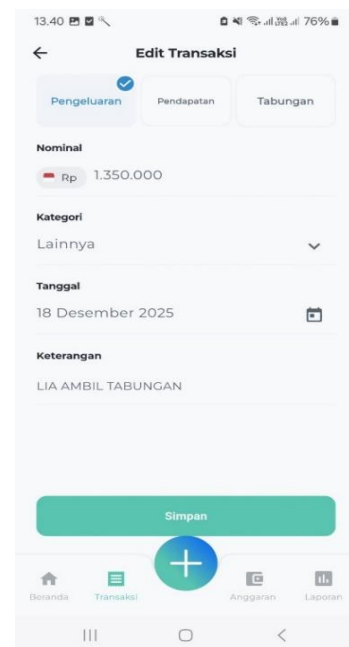 13.40 76%
Edit Transaksi
Pengeluaran Pendapatan Tabungan
Nominal
Rp 1.350.000
Kategori
Lainnya
Tanggal
18 Desember 2025
Keterangan
LIA AMBIL TABUNGAN
Simpan
Beranda Transaksi Anggaran Laporan